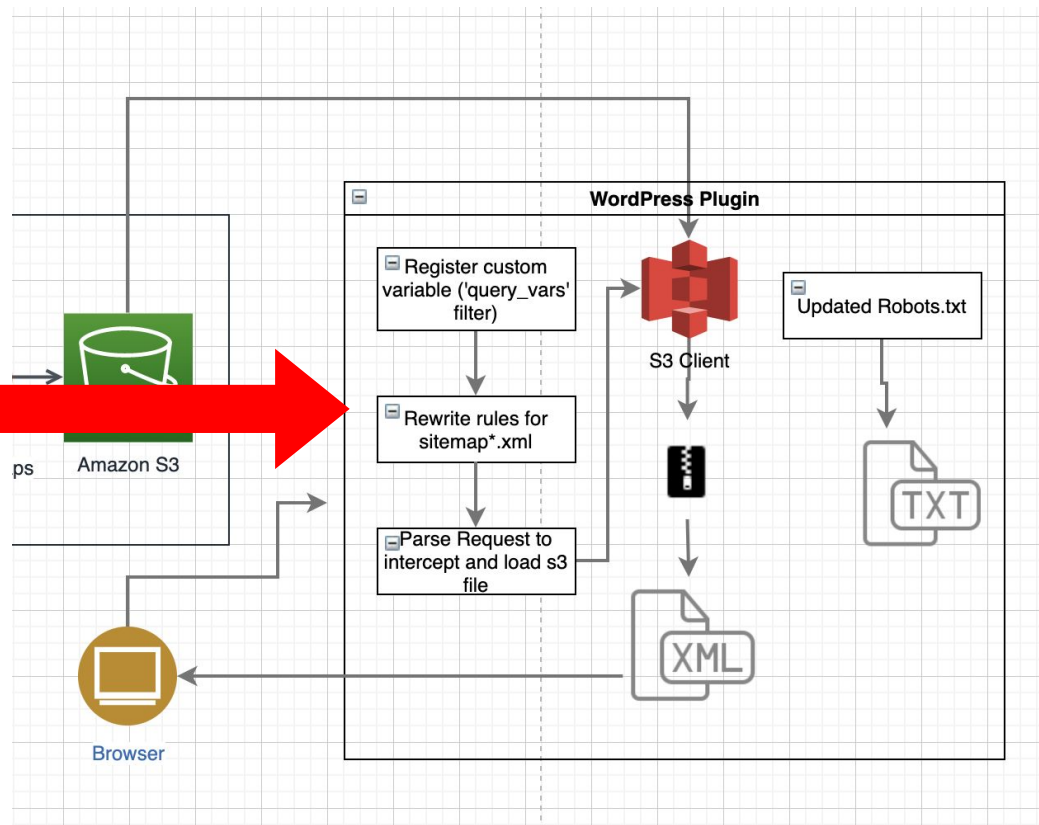 WordPress Plugin
Register custom
variable ('query_vars'
filter)
Updated Robots.txt
S3 Client
Rewrite rules for
sitemap*.xml
ps
Amazon S3
TXT
Parse Request to
intercept and load s3
file
XML
Browser